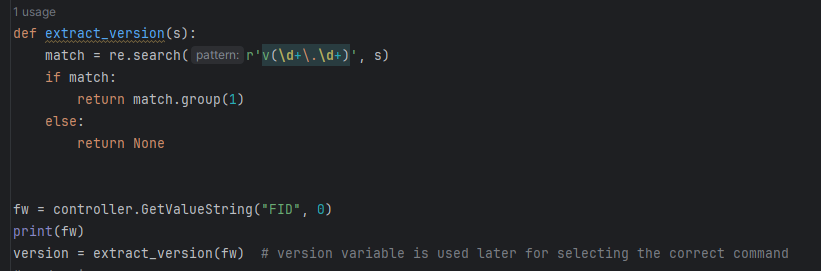 1 usage
def extract_version(s):
    match = re.search( pattern: r'v(\d+\.\d+)', s)
    if match:
        return match.group(1)
    else:
        return None
fw = controller.GetValueString("FID", 0)
print(fw)
version = extract_version(fw)  # version variable is used later for selecting the correct command